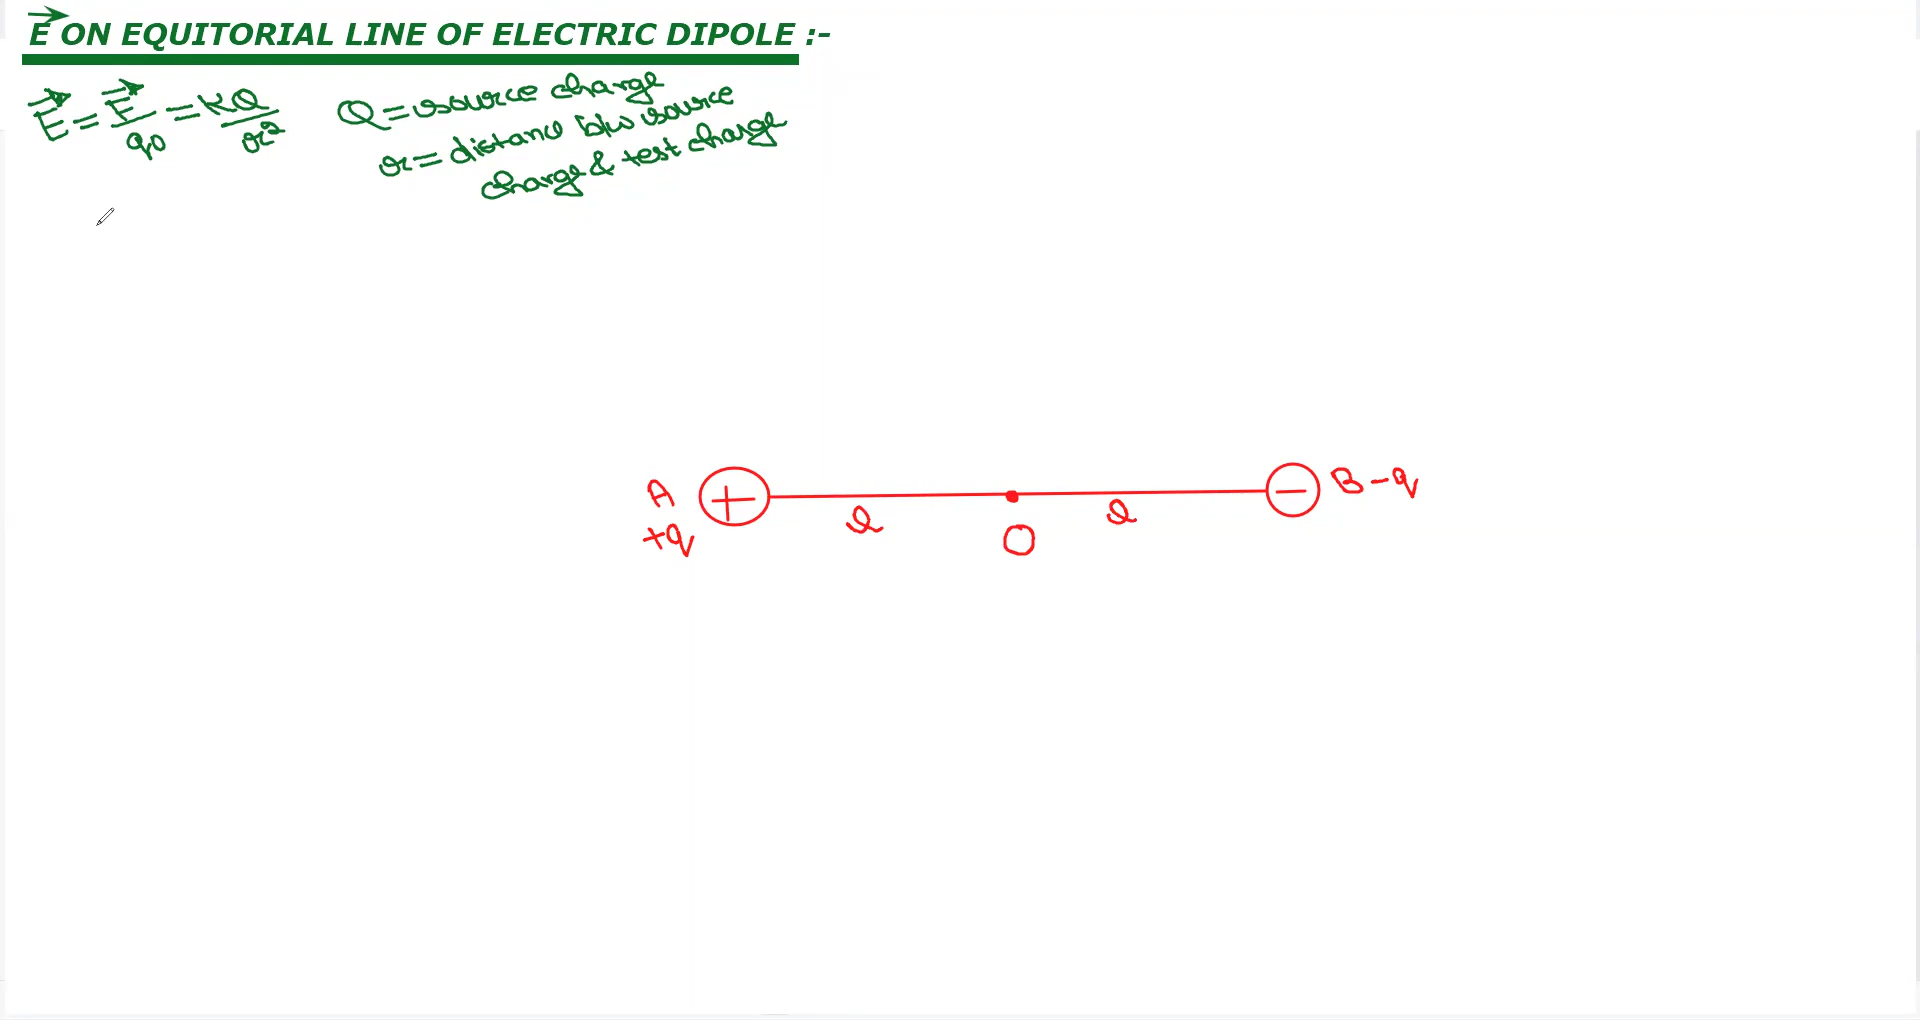 E ON EQUITORIAL LINE OF ELECTRIC DIPOLE :-
E = F/q0 = KQ/r² Q = source charge
r = distance b/w source
charge & test charge
A B -q
+q l O l